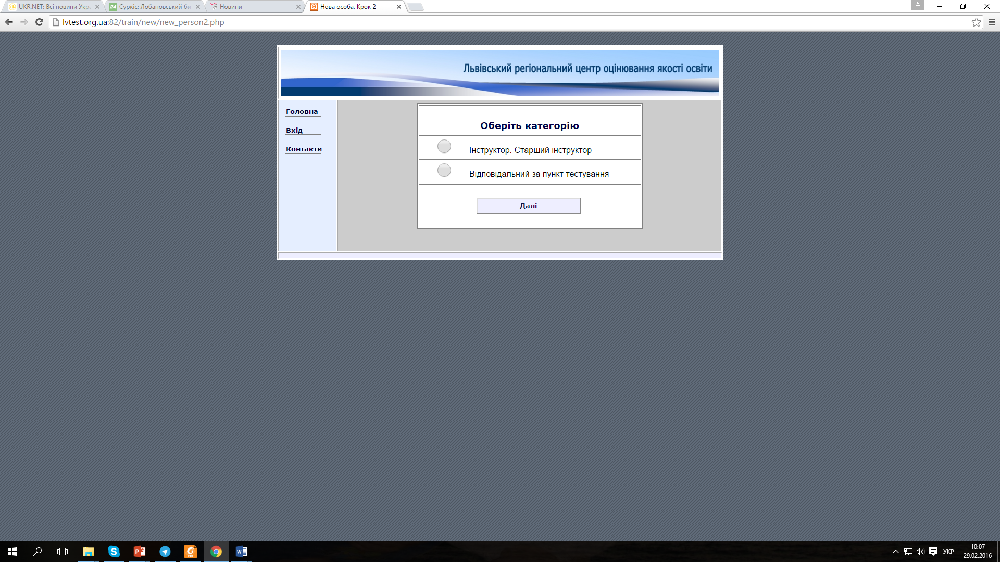 UKR.NET: Всі новини Укра
Суркіс: Лобановський би
Новини
Нова особа. Крок 2
lvtest.org.ua:82/train/new/new_person2.php
Львівський регіональний центр оцінювання якості освіти
Головна
Вхід
Контакти
Оберіть категорію
Інструктор. Старший інструктор
Відповідальний за пункт тестування
Далі
УКР
10:07
29.02.2016